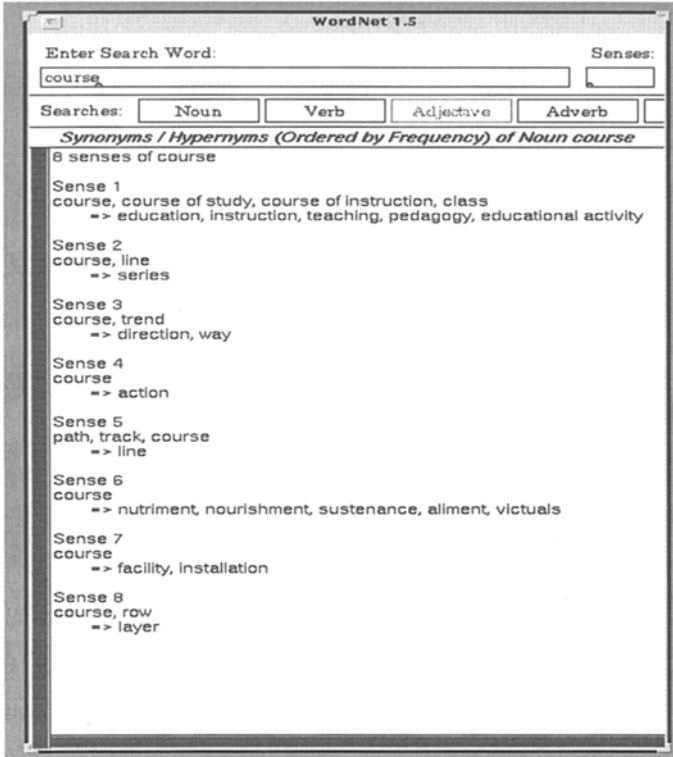 WordNet 1.5
Enter Search Word: Senses:
course
Searches: Noun Verb Adjective Adverb
Synonyms / Hypernyms (Ordered by Frequency) of Noun course
8 senses of course
Sense 1
course, course of study, course of instruction, class
=> education, instruction, teaching, pedagogy, educational activity
Sense 2
course, line
=> series
Sense 3
course, trend
=> direction, way
Sense 4
course
=> action
Sense 5
path, track, course
=> line
Sense 6
course
=> nutriment, nourishment, sustenance, aliment, victuals
Sense 7
course
=> facility, installation
Sense 8
course, row
=> layer